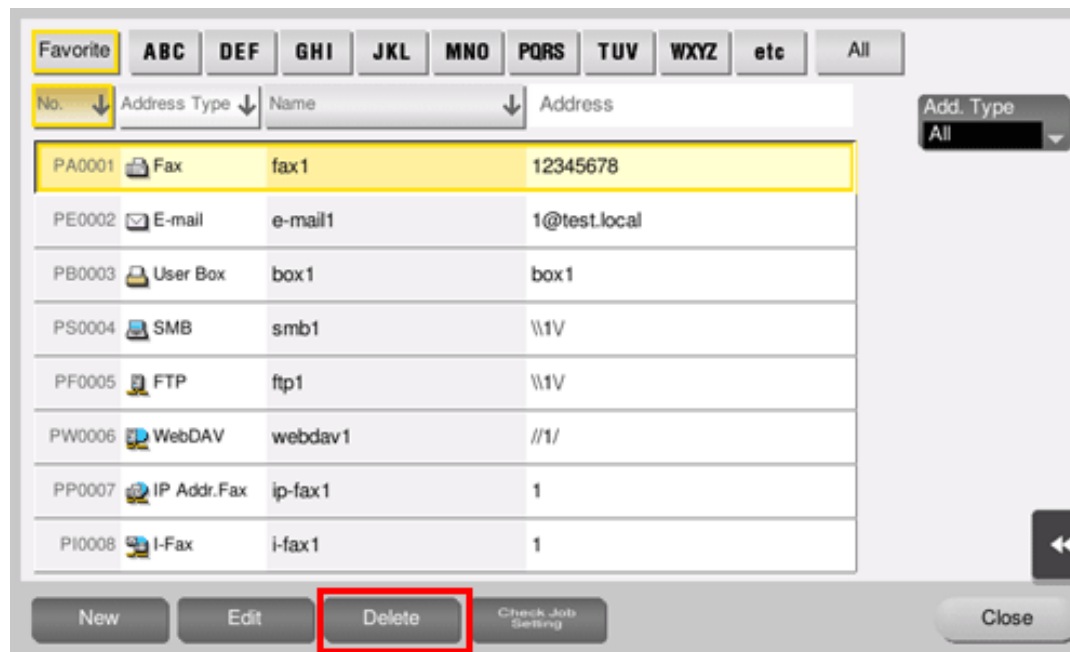 Favorite ABC DEF GHI JKL MNO PQRS TUV WXYZ etc All
No. Address Type Name Address
Add. Type
All
PA0001 Fax fax1 12345678
PE0002 E-mail e-mail1 1@test.local
PB0003 User Box box1 box1
PS0004 SMB smb1 \\1\/
PF0005 FTP ftp1 \\1\/
PW0006 WebDAV webdav1 //1/
PP0007 IP Addr.Fax ip-fax1 1
PI0008 I-Fax i-fax1 1
New Edit Delete Check Job Setting Close